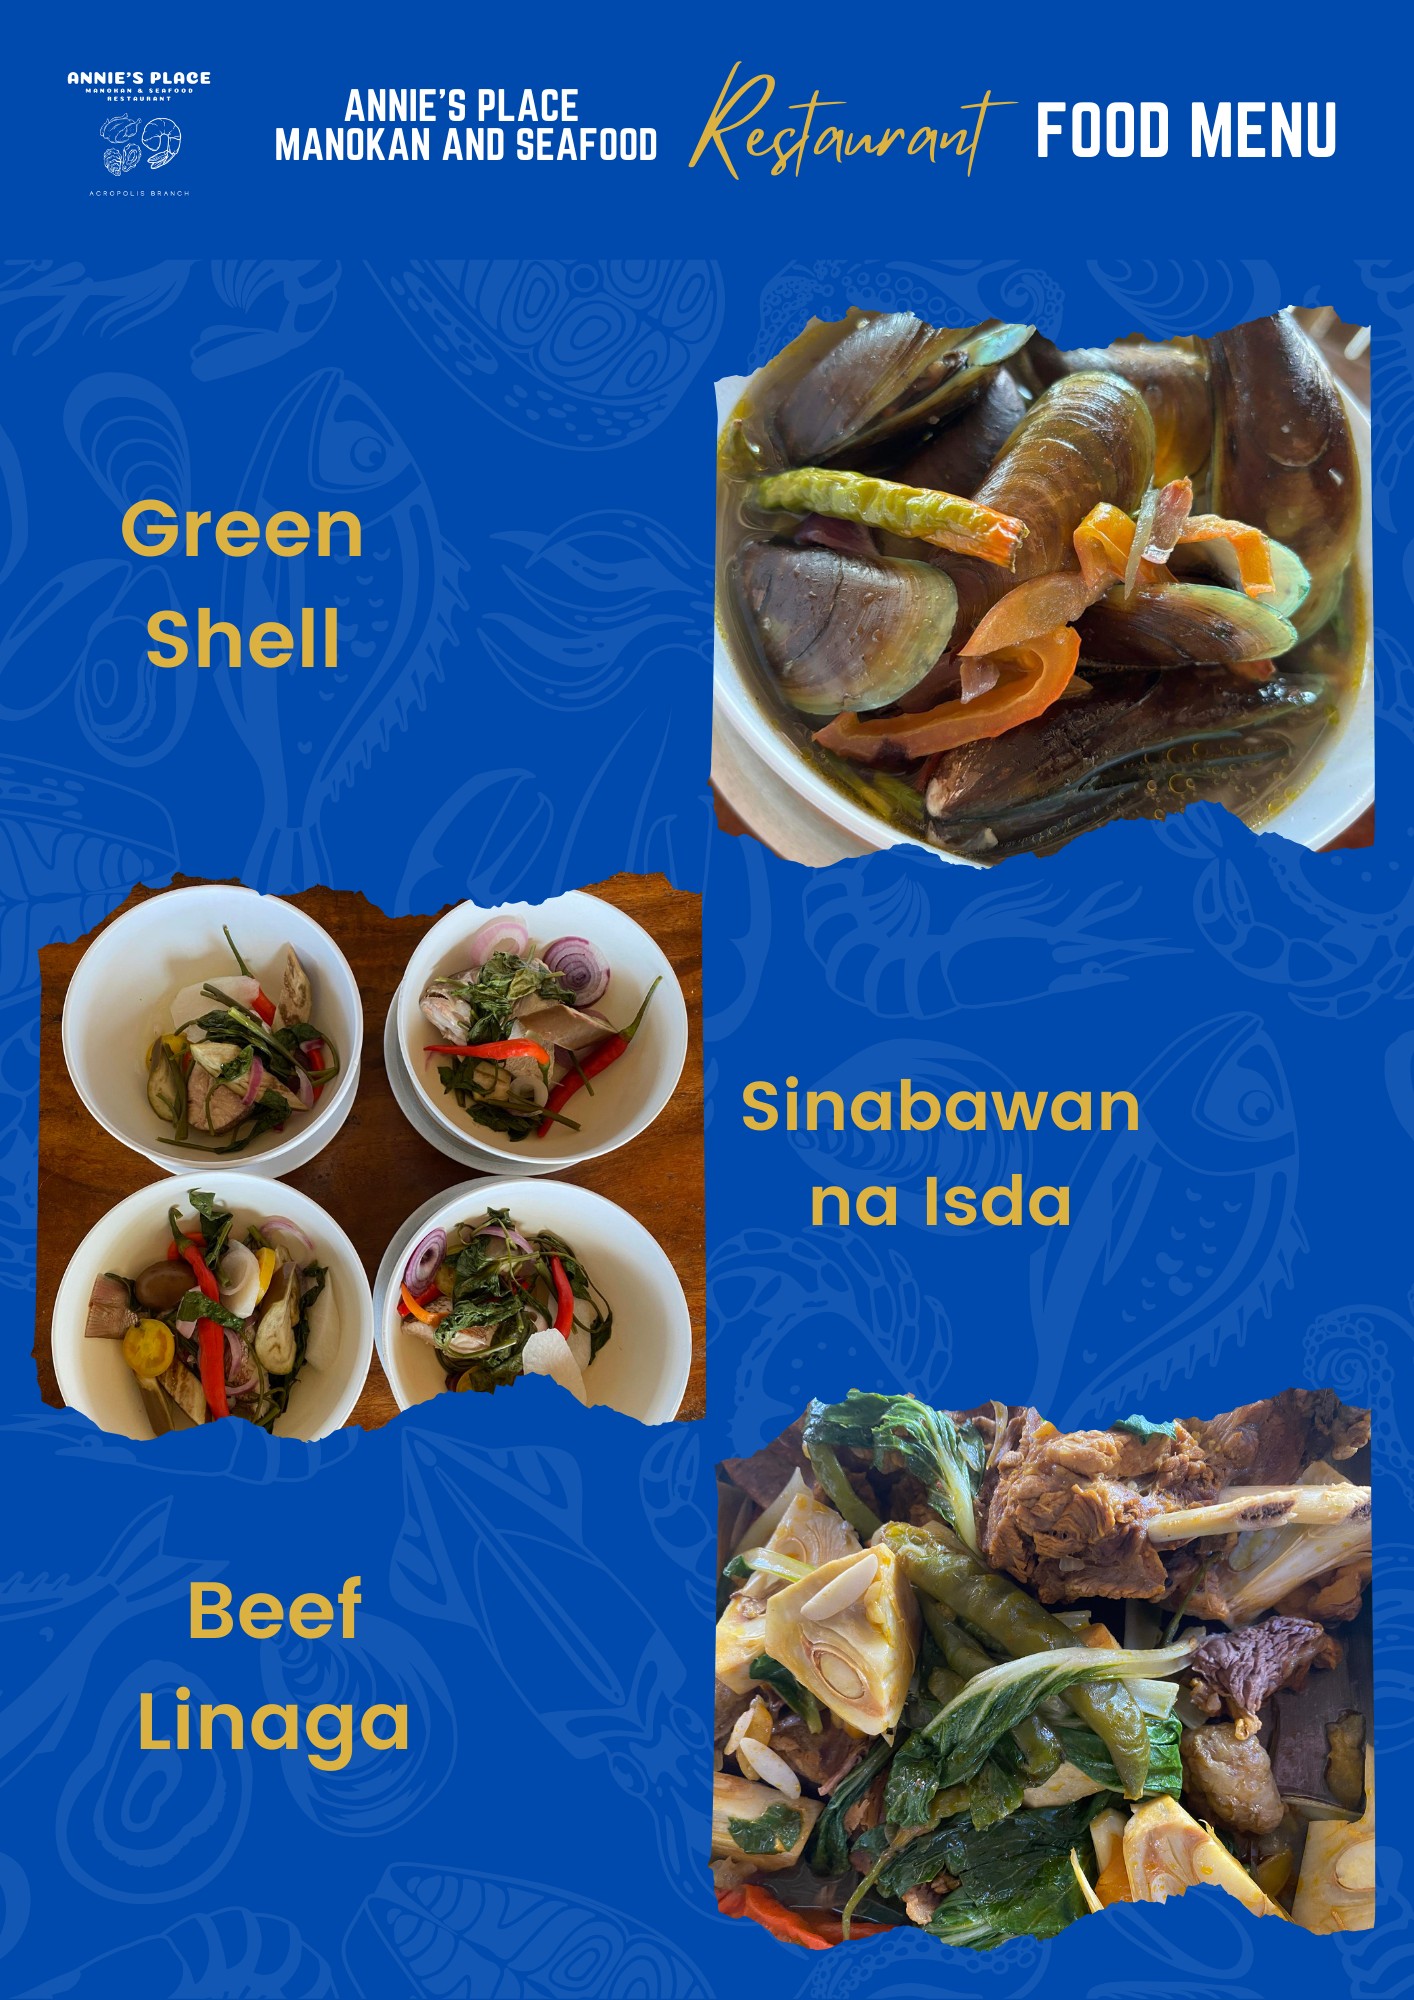 ANNIE'S PLACE
MANOKAN & SEAFOOD
RESTAURANT
ACROPOLIS BRANCH
ANNIE'S PLACE
MANOKAN AND SEAFOOD
Restaurant
FOOD MENU
Green
Shell
Sinabawan
na Isda
Beef
Linaga